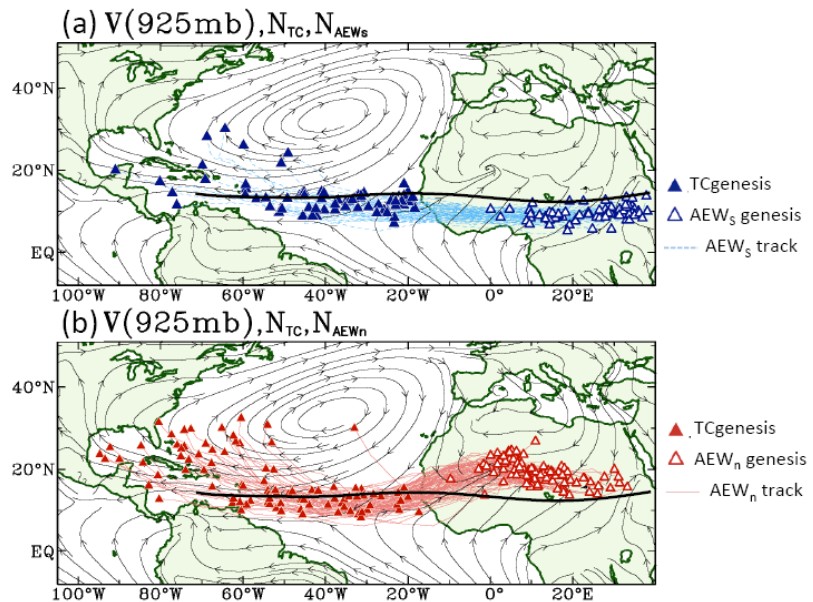 (a) V(925mb),N_TC,N_AEWs
40°N
20°N
EQ
100°W 80°W 60°W 40°W 20°W 0° 20°E
.TCgenesis
AEW_S genesis
AEW_S track
(b) V(925mb),N_TC,N_AEWn
40°N
20°N
EQ
100°W 80°W 60°W 40°W 20°W 0° 20°E
.TCgenesis
AEW_n genesis
AEW_n track